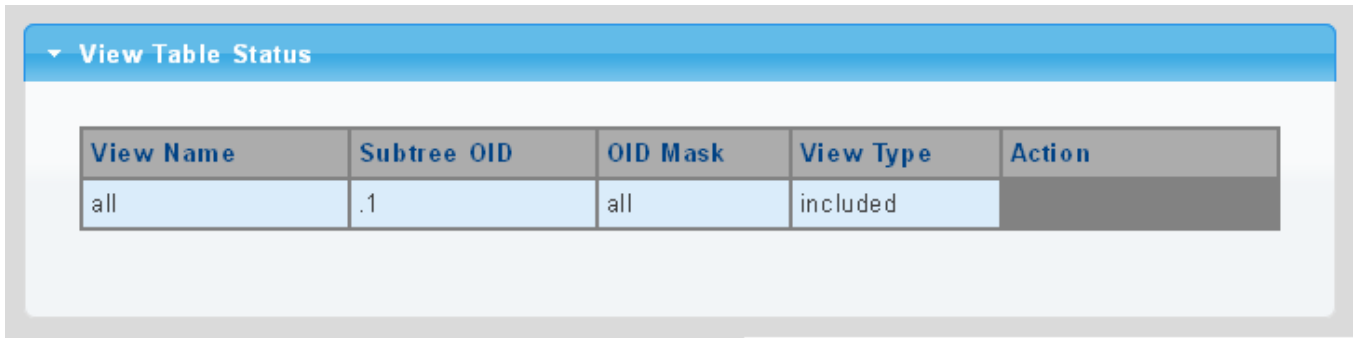 View Table Status
View Name Subtree OID OID Mask View Type Action
all .1 all included